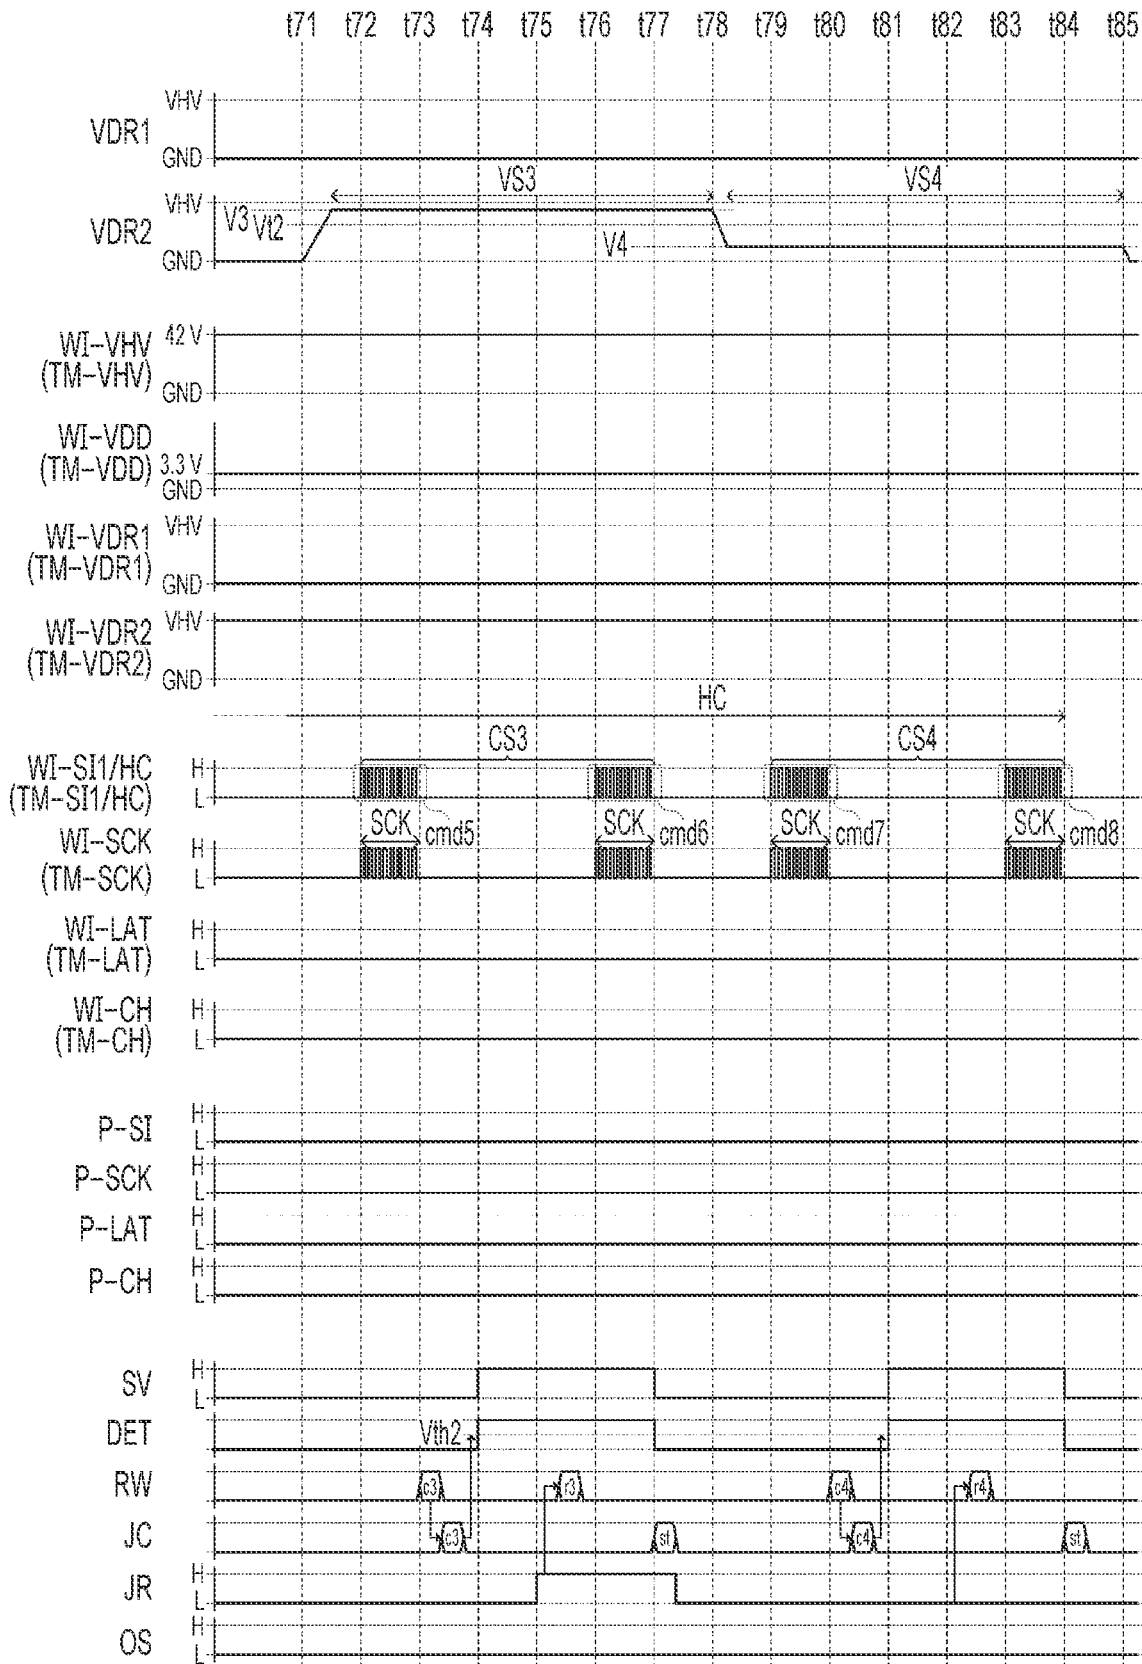 t71 t72 t73 t74 t75 t76 t77 t78 t79 t80 t81 t82 t83 t84 t85
VDR1 VHV
GND
VS3 VS4
VDR2 VHV
V3 Vt2
V4
GND
WI-VHV 42 V
(TM-VHV) GND
WI-VDD
(TM-VDD) 3.3 V
GND
WI-VDR1 VHV
(TM-VDR1) GND
WI-VDR2 VHV
(TM-VDR2) GND
HC
CS3 CS4
WI-SI1/HC H
(TM-SI1/HC) L
SCK cmd5 SCK cmd6 SCK cmd7 SCK cmd8
WI-SCK H
(TM-SCK) L
WI-LAT H
(TM-LAT) L
WI-CH H
(TM-CH) L
P-SI H
L
P-SCK H
L
P-LAT H
L
P-CH H
L
SV H
L
DET Vth2
RW c3 r3 c4 r4
JC c3 st c4 st
JR H
L
OS H
L